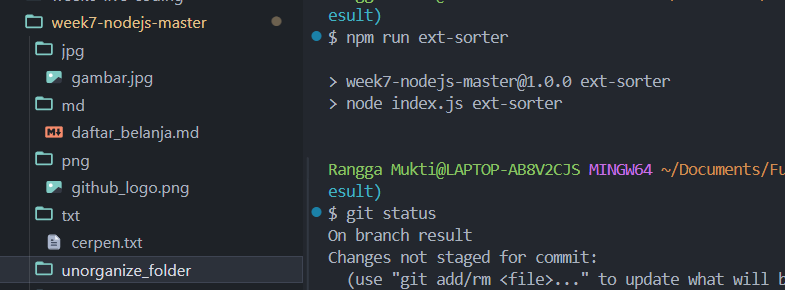 week7-nodejs-master
jpg
gambar.jpg
md
daftar_belanja.md
png
github_logo.png
txt
cerpen.txt
unorganize_folder
esult)
$ npm run ext-sorter
> week7-nodejs-master@1.0.0 ext-sorter
> node index.js ext-sorter
Rangga Mukti@LAPTOP-AB8V2CJS MINGW64 ~/Documents/Fu
esult)
$ git status
On branch result
Changes not staged for commit:
(use "git add/rm <file>..." to update what will b